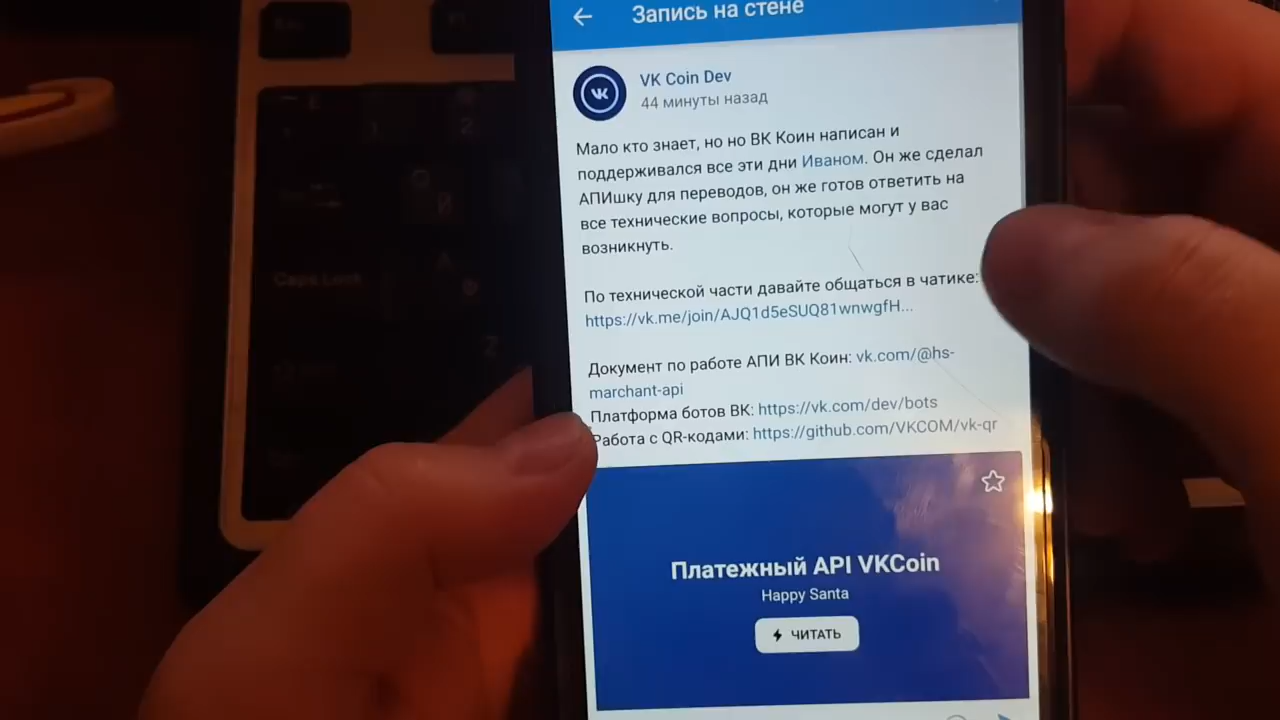 Запись на стене
VK Coin Dev
44 минуты назад
Мало кто знает, но но ВК Коин написан и
поддерживался все эти дни Иваном. Он же сделал
АПИшку для переводов, он же готов ответить на
все технические вопросы, которые могут у вас
возникнуть.
По технической части давайте общаться в чатике:
https://vk.me/join/AJQ1d5eSUQ81wnwgfH...
Документ по работе АПИ ВК Коин: vk.com/@hs-
marchant-api
Платформа ботов ВК: https://vk.com/dev/bots
Работа с QR-кодами: https://github.com/VKCOM/vk-qr
Платежный API VKCoin
Happy Santa
ЧИТАТЬ
Caps Lock